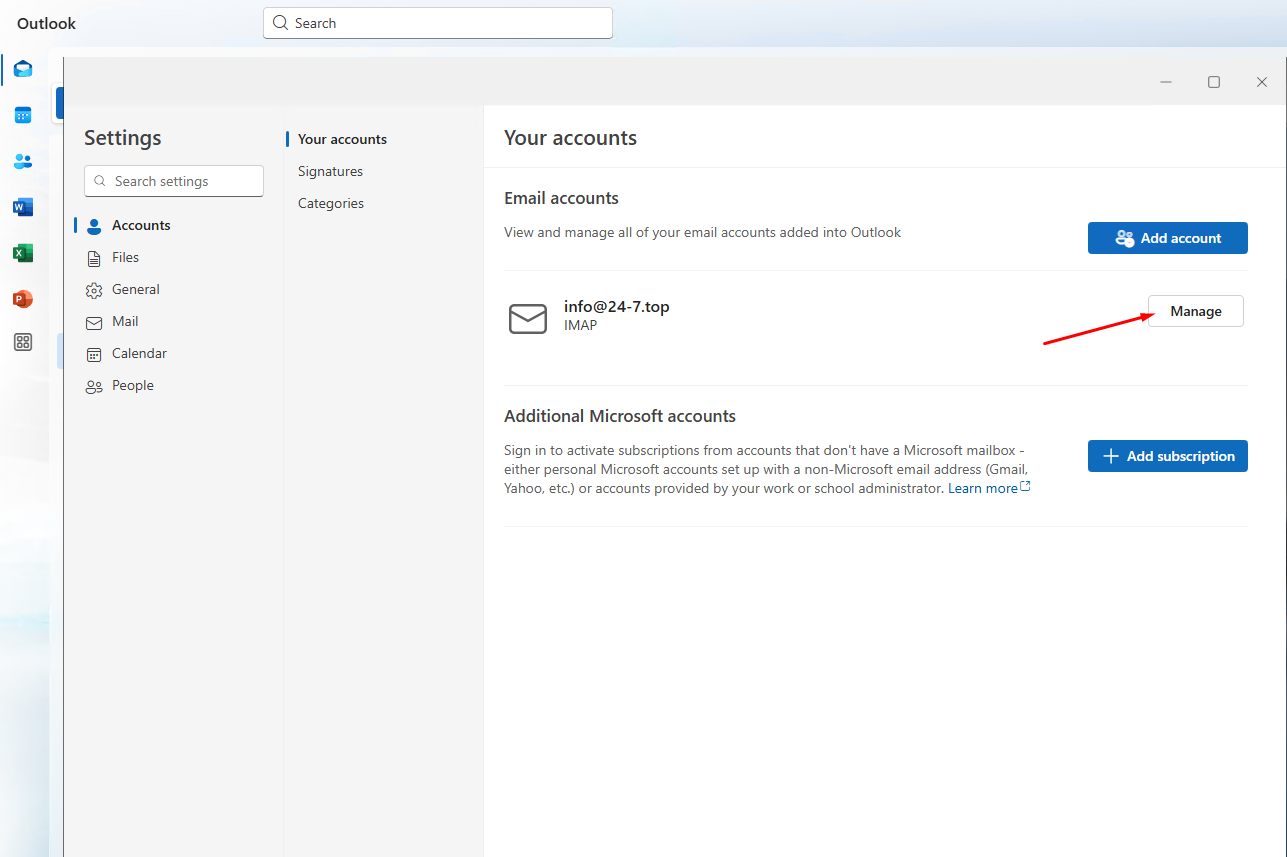 Outlook
Search
Settings
Search settings
Accounts
Files
General
Mail
Calendar
People
Your accounts
Signatures
Categories
Your accounts
Email accounts
View and manage all of your email accounts added into Outlook
Add account
info@24-7.top
IMAP
Manage
Additional Microsoft accounts
Sign in to activate subscriptions from accounts that don't have a Microsoft mailbox -
either personal Microsoft accounts set up with a non-Microsoft email address (Gmail,
Yahoo, etc.) or accounts provided by your work or school administrator. Learn more
Add subscription